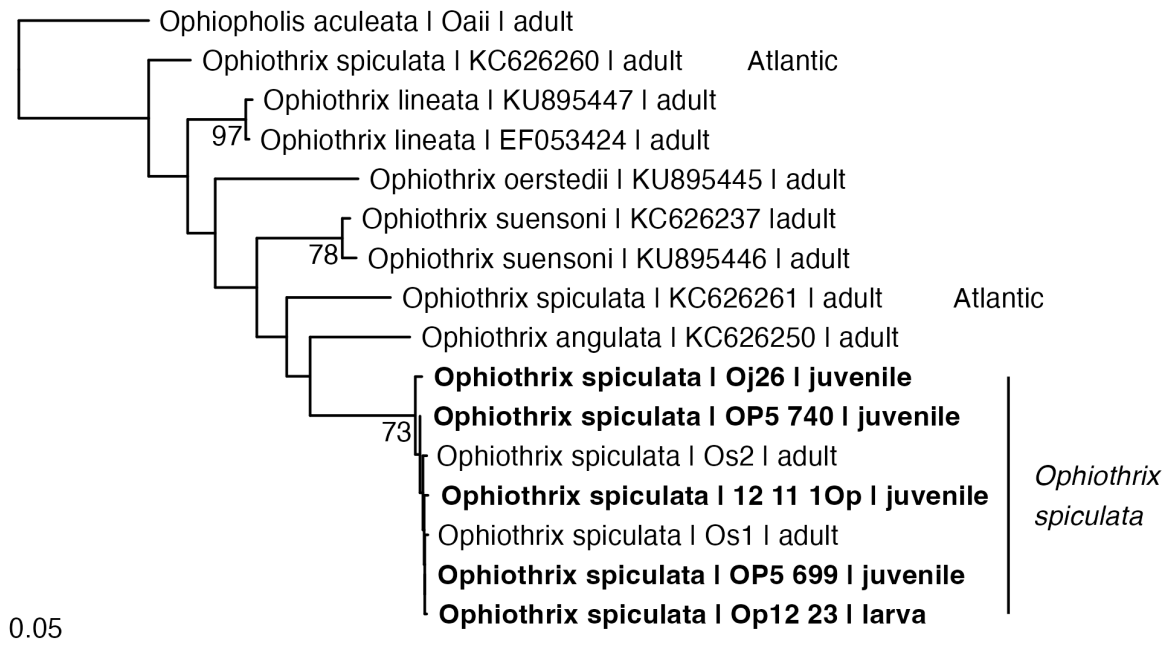 Ophiopholis aculeata | Oaii | adult
Ophiothrix spiculata | KC626260 | adult Atlantic
Ophiothrix lineata | KU895447 | adult
97
Ophiothrix lineata | EF053424 | adult
Ophiothrix oerstedii | KU895445 | adult
Ophiothrix suensoni | KC626237 |adult
78
Ophiothrix suensoni | KU895446 | adult
Ophiothrix spiculata | KC626261 | adult Atlantic
Ophiothrix angulata | KC626250 | adult
Ophiothrix spiculata | Oj26 | juvenile
Ophiothrix spiculata | OP5 740 | juvenile
73
Ophiothrix spiculata | Os2 | adult
Ophiothrix spiculata | 12 11 1Op | juvenile
Ophiothrix spiculata | Os1 | adult
Ophiothrix spiculata | OP5 699 | juvenile
Ophiothrix spiculata | Op12 23 | larva
Ophiothrix
spiculata
0.05